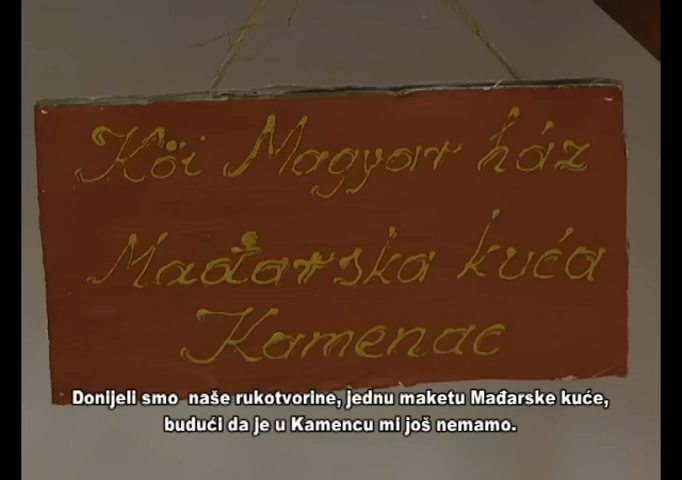 Kői Magyar ház
Mađarska kuća
Kamenac
Donijeli smo naše rukotvorine, jednu maketu Mađarske kuće,
budući da je u Kamencu mi još nemamo.